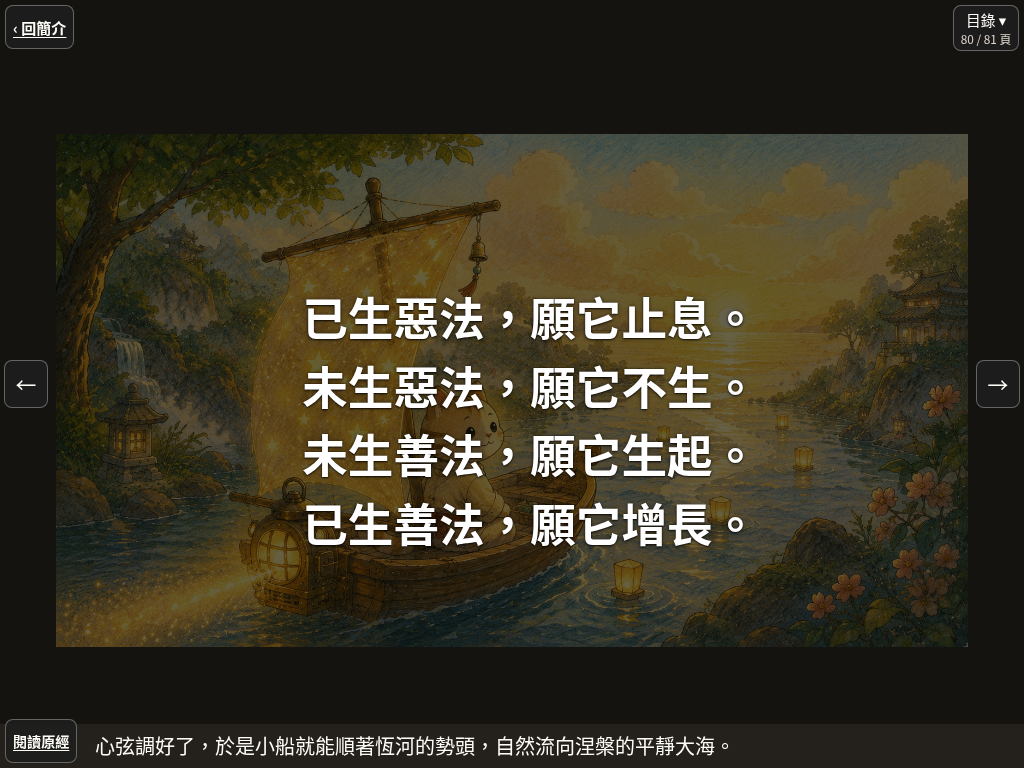 ‹ 回簡介
目錄 ▾
80 / 81 頁
已生惡法，願它止息。
未生惡法，願它不生。
未生善法，願它生起。
已生善法，願它增長。
←
→
閱讀原經
心弦調好了，於是小船就能順著恆河的勢頭，自然流向涅槃的平靜大海。